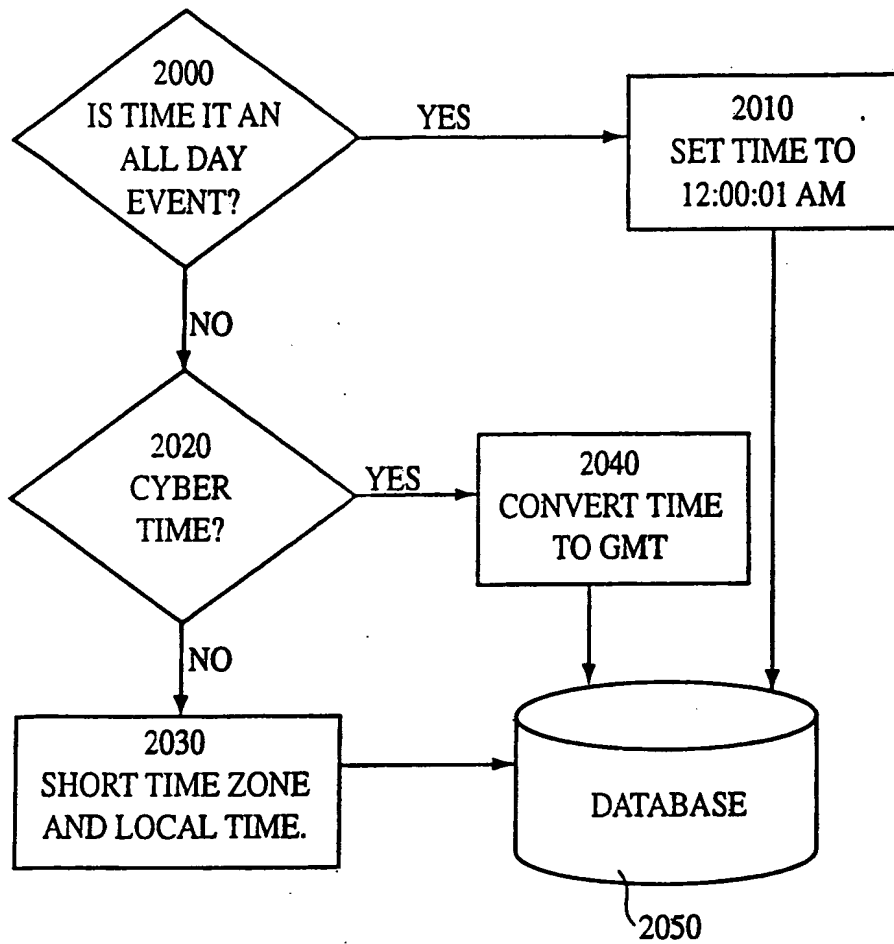 2000
IS TIME IT AN
ALL DAY
EVENT?
YES
2010
SET TIME TO
12:00:01 AM
NO
2020
CYBER
TIME?
YES
2040
CONVERT TIME
TO GMT
NO
2030
SHORT TIME ZONE
AND LOCAL TIME.
DATABASE
2050